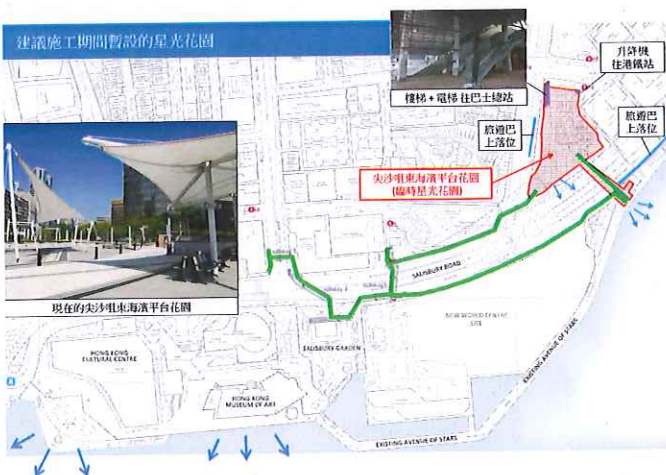 建議施工期間暫設的星光花園
樓梯 + 電梯 往巴士總站
升降機
往港鐵站
旅遊巴
上落位
旅遊巴
上落位
尖沙咀東海濱平台花園
(臨時星光花園)
現在的尖沙咀東海濱平台花園
SALISBURY ROAD
NEW WORLD CENTRE
SITE
SALISBURY GARDEN
HONG KONG
CULTURAL CENTRE
HONG KONG
MUSEUM OF ART
EXISTING AVENUE OF STARS
EXISTING AVENUE OF STARS